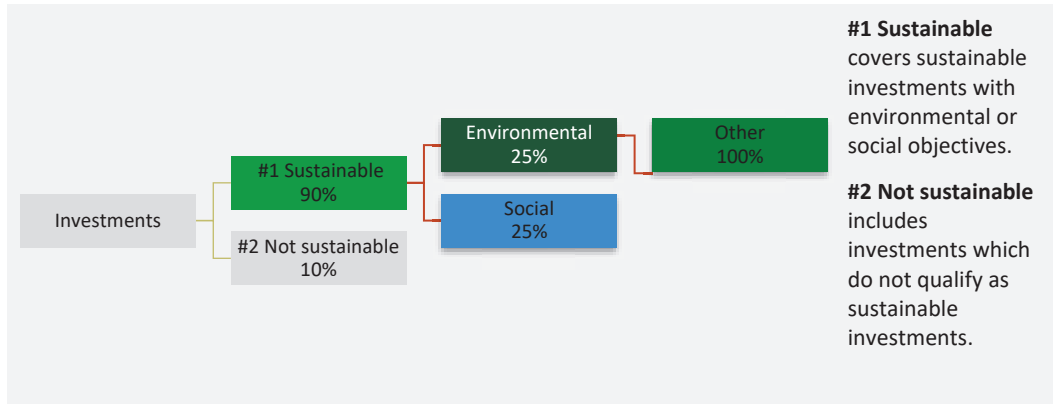 Investments
#1 Sustainable
90%
#2 Not sustainable
10%
Environmental
25%
Social
25%
Other
100%
#1 Sustainable
covers sustainable
investments with
environmental or
social objectives.
#2 Not sustainable
includes
investments which
do not qualify as
sustainable
investments.